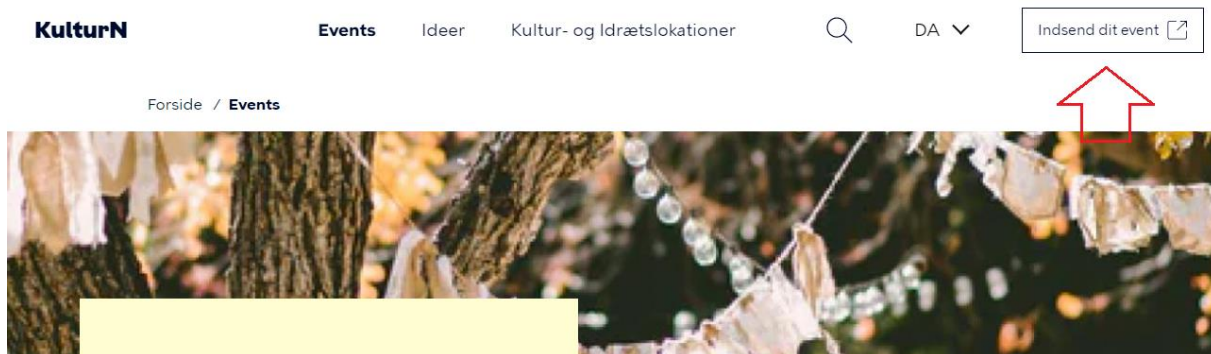 KulturN Events Ideer Kultur- og Idrætslokationer DA Indsend dit event
Forside / Events